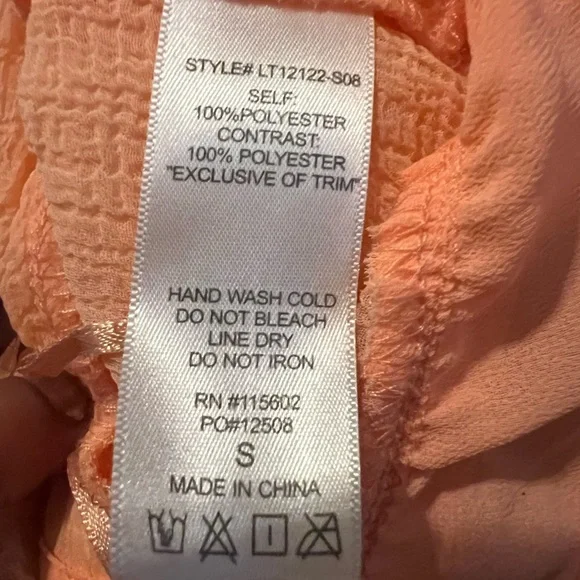 STYLE# LT12122-S08
SELF:
100%POLYESTER
CONTRAST:
100% POLYESTER
"EXCLUSIVE OF TRIM"
HAND WASH COLD
DO NOT BLEACH
LINE DRY
DO NOT IRON
RN #115602
PO#12508
S
MADE IN CHINA